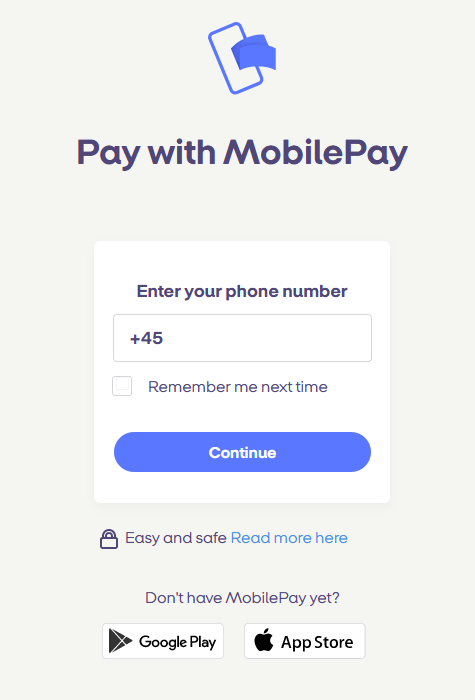 Pay with MobilePay
Enter your phone number
+45
Remember me next time
Continue
Easy and safe Read more here
Don't have MobilePay yet?
Google Play
App Store